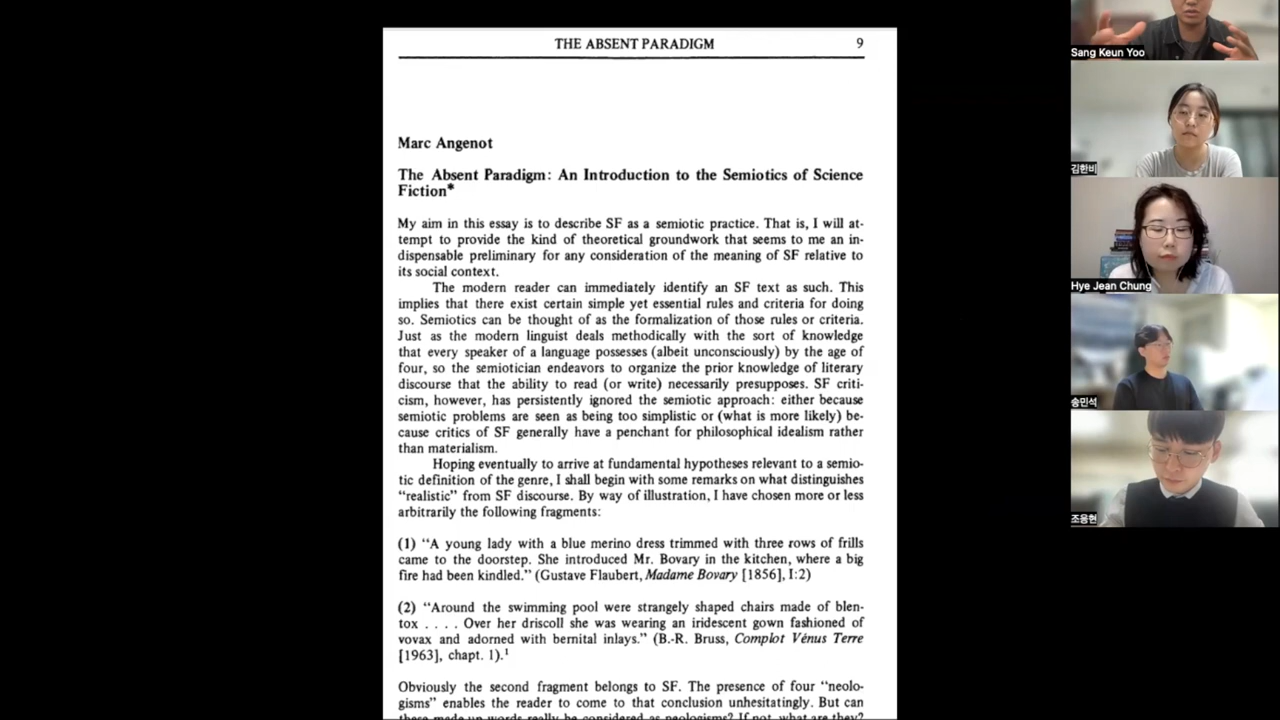 THE ABSENT PARADIGM 9
Marc Angenot
The Absent Paradigm: An Introduction to the Semiotics of Science
Fiction*
My aim in this essay is to describe SF as a semiotic practice. That is, I will at-
tempt to provide the kind of theoretical groundwork that seems to me an in-
dispensable preliminary for any consideration of the meaning of SF relative to
its social context.
The modern reader can immediately identify an SF text as such. This
implies that there exist certain simple yet essential rules and criteria for doing
so. Semiotics can be thought of as the formalization of those rules or criteria.
Just as the modern linguist deals methodically with the sort of knowledge
that every speaker of a language possesses (albeit unconsciously) by the age of
four, so the semiotician endeavors to organize the prior knowledge of literary
discourse that the ability to read (or write) necessarily presupposes. SF criti-
cism, however, has persistently ignored the semiotic approach: either because
semiotic problems are seen as being too simplistic or (what is more likely) be-
cause critics of SF generally have a penchant for philosophical idealism rather
than materialism.
Hoping eventually to arrive at fundamental hypotheses relevant to a semio-
tic definition of the genre, I shall begin with some remarks on what distinguishes
“realistic” from SF discourse. By way of illustration, I have chosen more or less
arbitrarily the following fragments:
(1) “A young lady with a blue merino dress trimmed with three rows of frills
came to the doorstep. She introduced Mr. Bovary in the kitchen, where a big
fire had been kindled.” (Gustave Flaubert, Madame Bovary [1856], I:2)
(2) “Around the swimming pool were strangely shaped chairs made of blen-
tox . . . . Over her driscoll she was wearing an iridescent gown fashioned of
vovax and adorned with bernital inlays.” (B.-R. Bruss, Complot Vénus Terre
[1963], chapt. 1).¹
Obviously the second fragment belongs to SF. The presence of four “neolo-
gisms” enables the reader to come to that conclusion unhesitatingly. But can
these made-up words really be considered as neologisms? If not, what are they?
Sang Keun Yoo
김한비
Hye Jean Chung
송민석
조응현